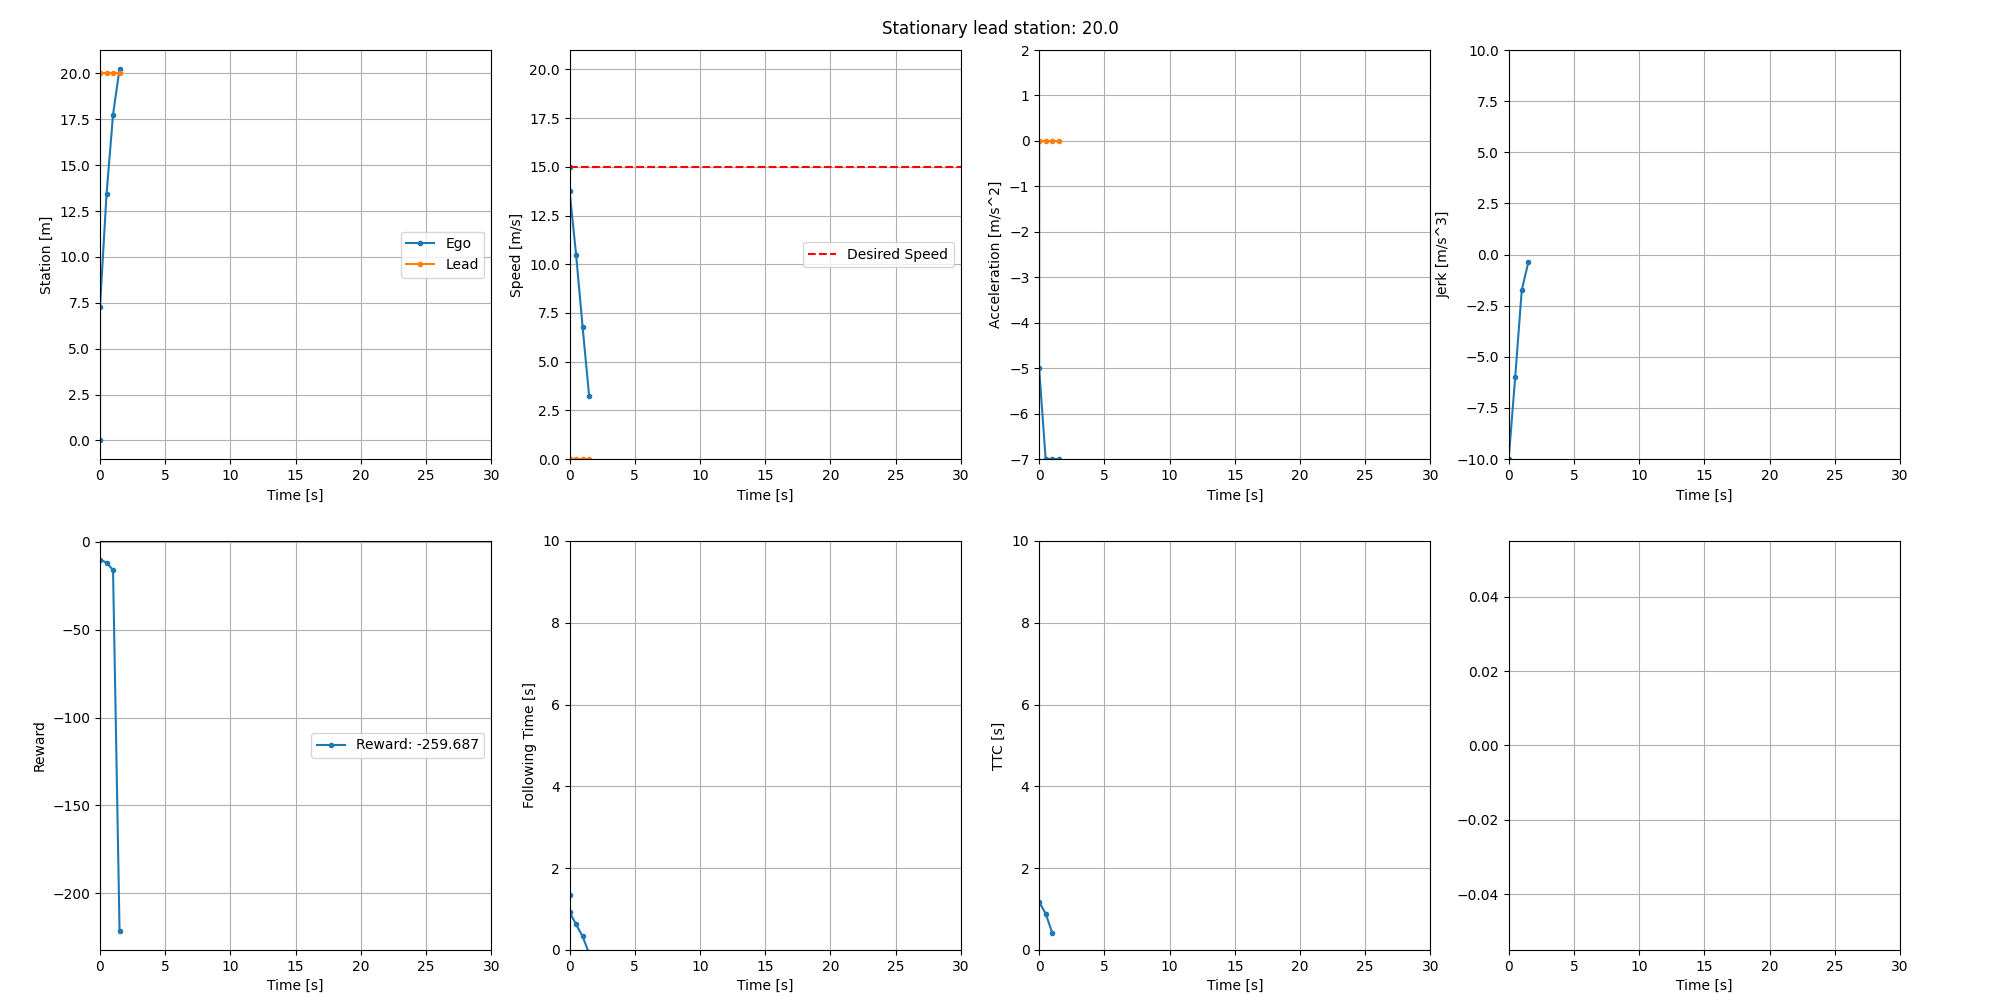 Stationary lead station: 20.0
20.0
17.5
15.0
12.5
10.0
7.5
5.0
2.5
0.0
Station [m]
Ego
Lead
0 5 10 15 20 25 30
Time [s]
20.0
17.5
15.0
12.5
10.0
7.5
5.0
2.5
0.0
Speed [m/s]
Desired Speed
0 5 10 15 20 25 30
Time [s]
2
1
0
−1
−2
−3
−4
−5
−6
−7
Acceleration [m/s^2]
0 5 10 15 20 25 30
Time [s]
10.0
7.5
5.0
2.5
0.0
−2.5
−5.0
−7.5
−10.0
Jerk [m/s^3]
0 5 10 15 20 25 30
Time [s]
0
−50
−100
−150
−200
Reward
Reward: -259.687
0 5 10 15 20 25 30
Time [s]
10
8
6
4
2
0
Following Time [s]
0 5 10 15 20 25 30
Time [s]
10
8
6
4
2
0
TTC [s]
0 5 10 15 20 25 30
Time [s]
0.04
0.02
0.00
−0.02
−0.04
0 5 10 15 20 25 30
Time [s]